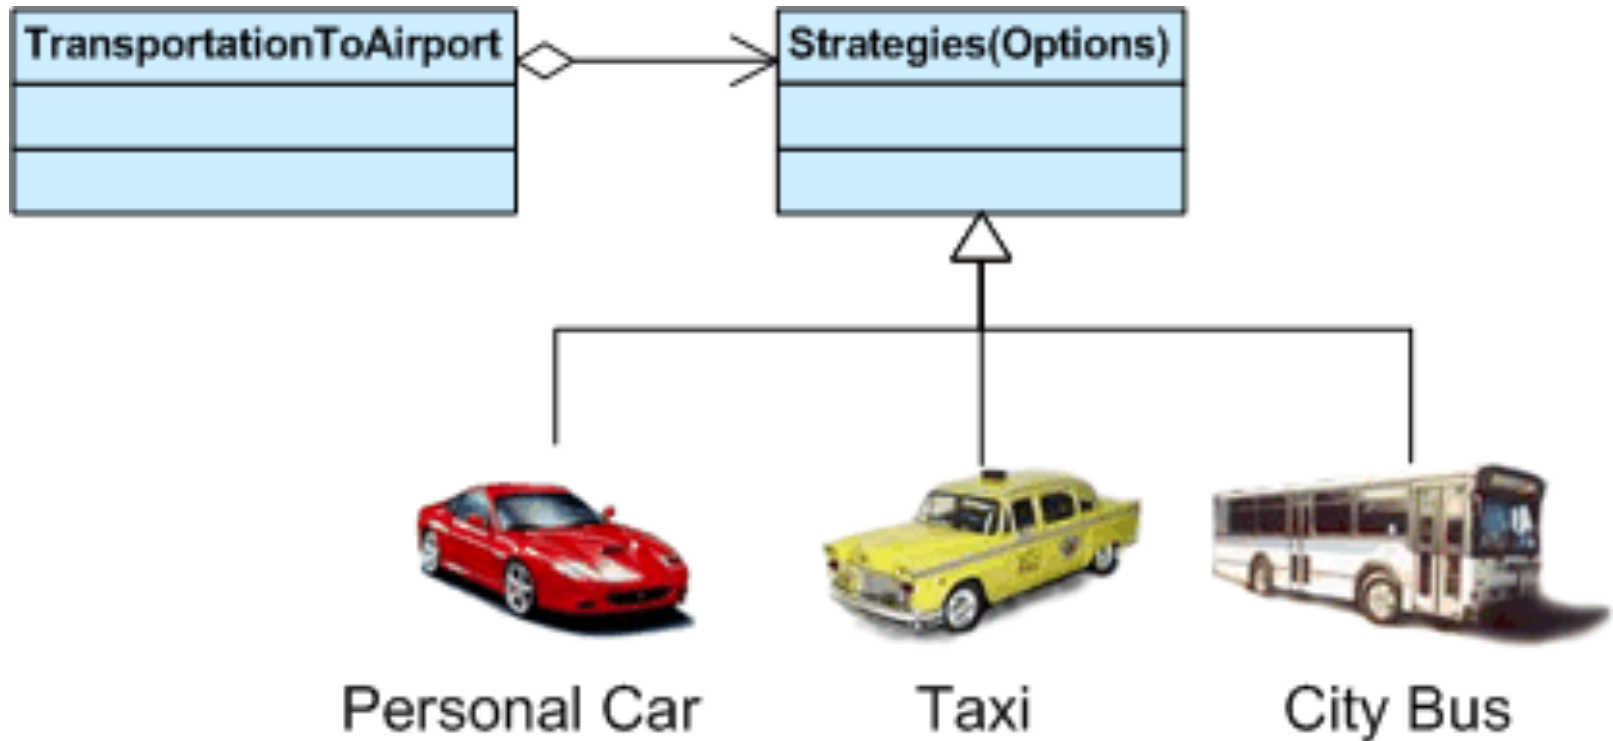 TransportationToAirport
Strategies(Options)
Personal Car
Taxi
City Bus